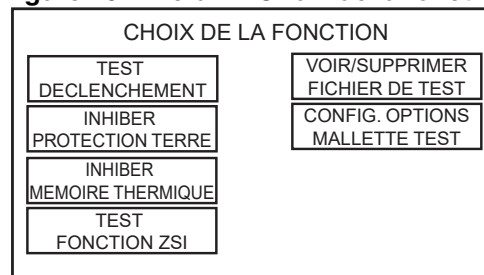 CHOIX DE LA FONCTION
TEST
DECLENCHEMENT
INHIBER
PROTECTION TERRE
INHIBER
MEMOIRE THERMIQUE
TEST
FONCTION ZSI
VOIR/SUPPRIMER
FICHIER DE TEST
CONFIG. OPTIONS
MALLETTE TEST